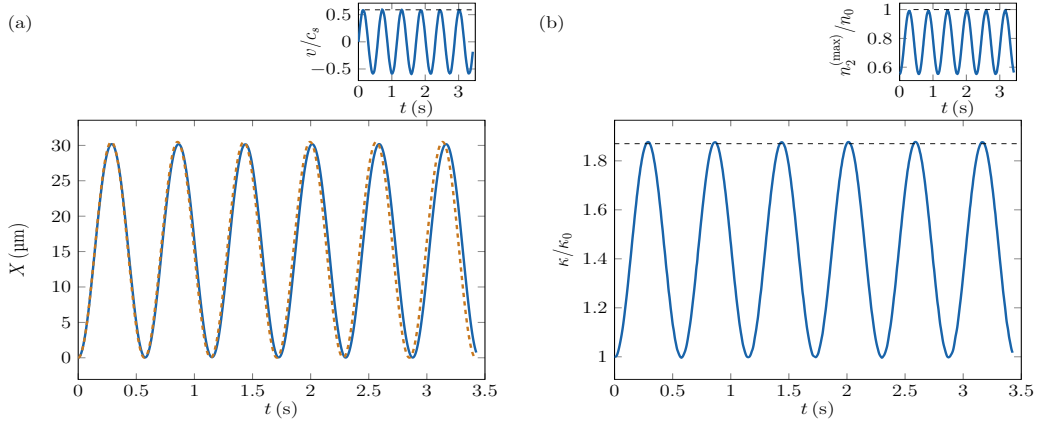 (a)
0.5
0
−0.5
v/c_s
0 1 2 3
t (s)
30
25
20
15
10
5
0
X (µm)
0 0.5 1 1.5 2 2.5 3 3.5
t (s)
(b)
1
0.8
0.6
n_2^(max)/n_0
0 1 2 3
t (s)
1.8
1.6
1.4
1.2
1
κ/κ_0
0 0.5 1 1.5 2 2.5 3 3.5
t (s)